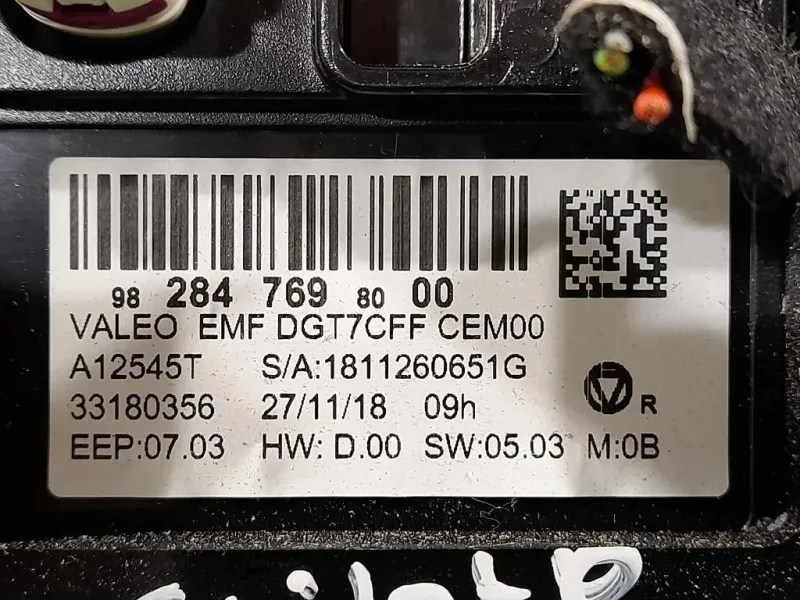 98 284 769 80 00
VALEO EMF DGT7CFF CEM00
A12545T S/A:1811260651G
33180356 27/11/18 09h
R
EEP:07.03 HW: D.00 SW:05.03 M:0B